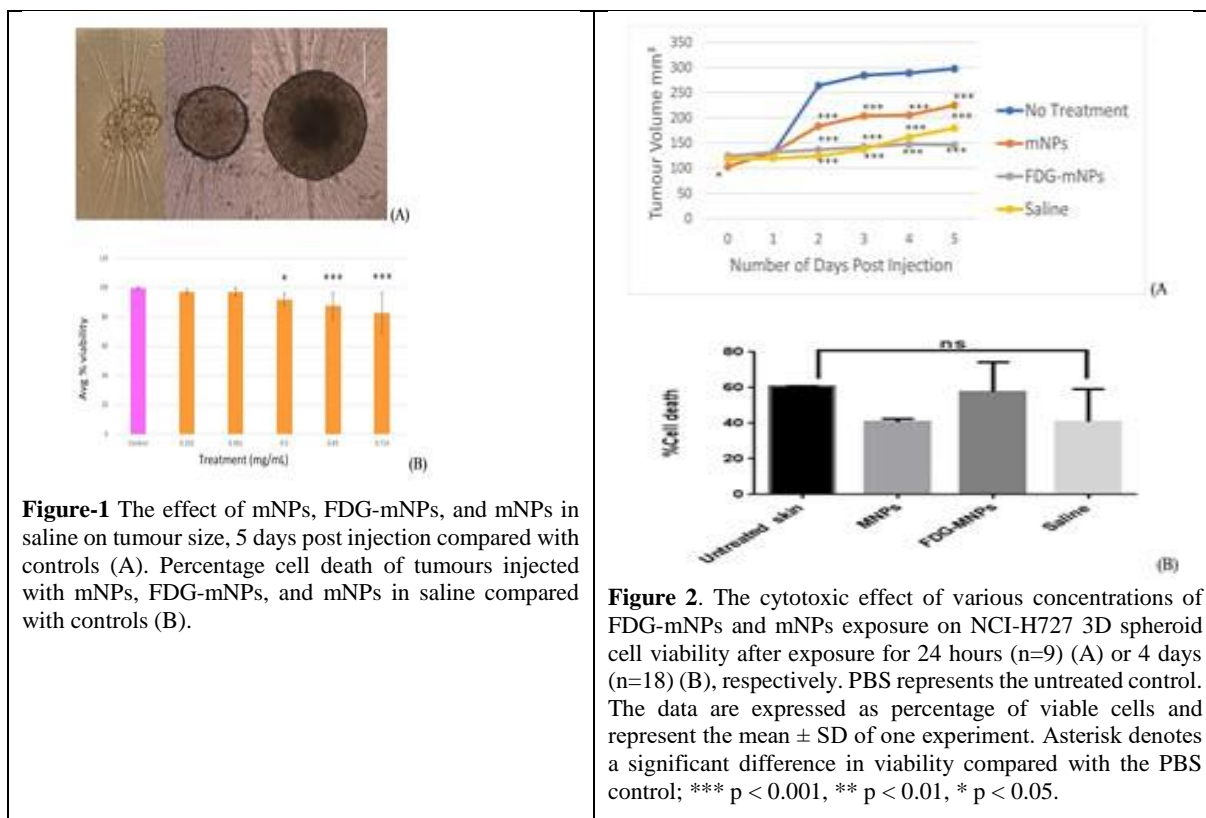 (A)
Avg % viability
Control
Treatment (mg/mL)
(B)
Figure-1 The effect of mNPs, FDG-mNPs, and mNPs in
saline on tumour size, 5 days post injection compared with
controls (A). Percentage cell death of tumours injected
with mNPs, FDG-mNPs, and mNPs in saline compared
with controls (B).
Tumour Volume mm³
350
300
250
200
150
100
50
0
0 1 2 3 4 5
Number of Days Post Injection
No Treatment
mNPs
FDG-mNPs
Saline
(A
ns
%Cell death
80
60
40
20
0
Untreated skin
MNPs
FDG-MNPs
Saline
(B)
Figure 2. The cytotoxic effect of various concentrations of
FDG-mNPs and mNPs exposure on NCI-H727 3D spheroid
cell viability after exposure for 24 hours (n=9) (A) or 4 days
(n=18) (B), respectively. PBS represents the untreated control.
The data are expressed as percentage of viable cells and
represent the mean ± SD of one experiment. Asterisk denotes
a significant difference in viability compared with the PBS
control; *** p < 0.001, ** p < 0.01, * p < 0.05.